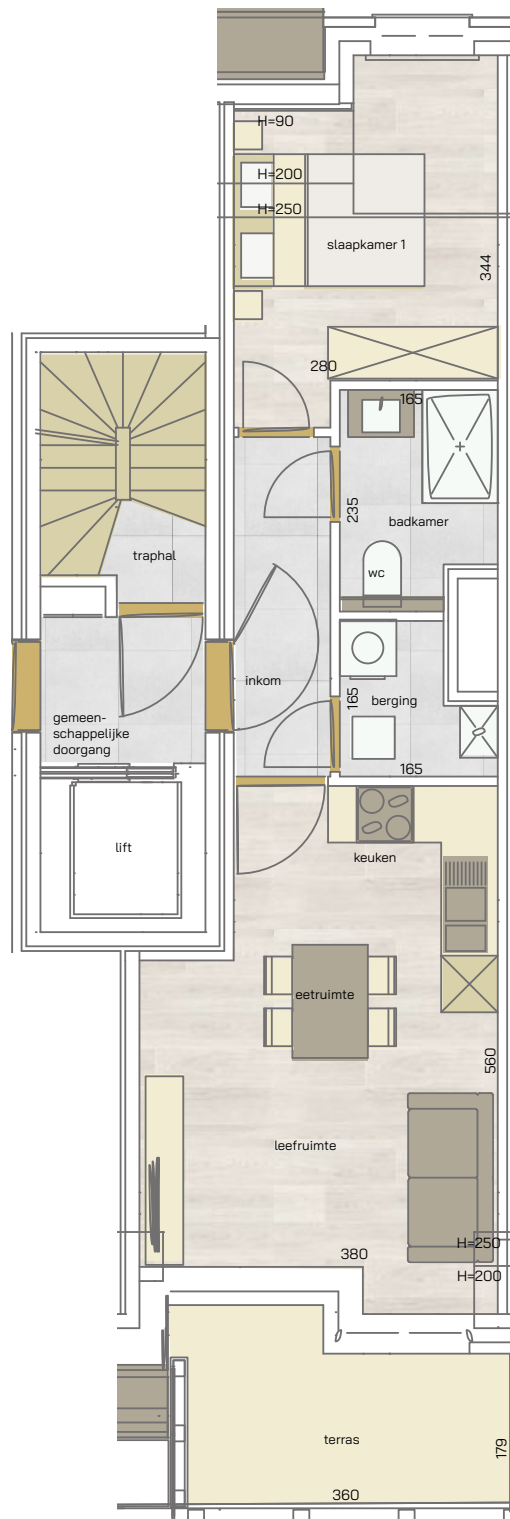 H=90
H=200
H=250
slaapkamer 1
344
280
165
235
badkamer
traphal
wc
inkom
165
berging
gemeen-
schappelijke
doorgang
165
lift
keuken
eetruimte
560
leefruimte
380
H=250
H=200
terras
179
360